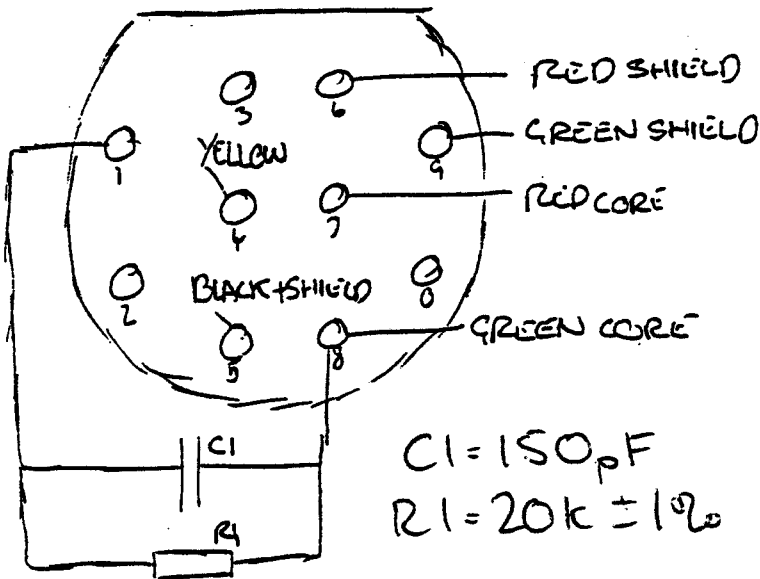 RED SHIELD
3
6
GREEN SHIELD
1
YELLOW
9
RED CORE
4
7
2
BLACK+SHIELD
0
GREEN CORE
5
8
C1
C1=150pF
R1
R1=20k ±1%